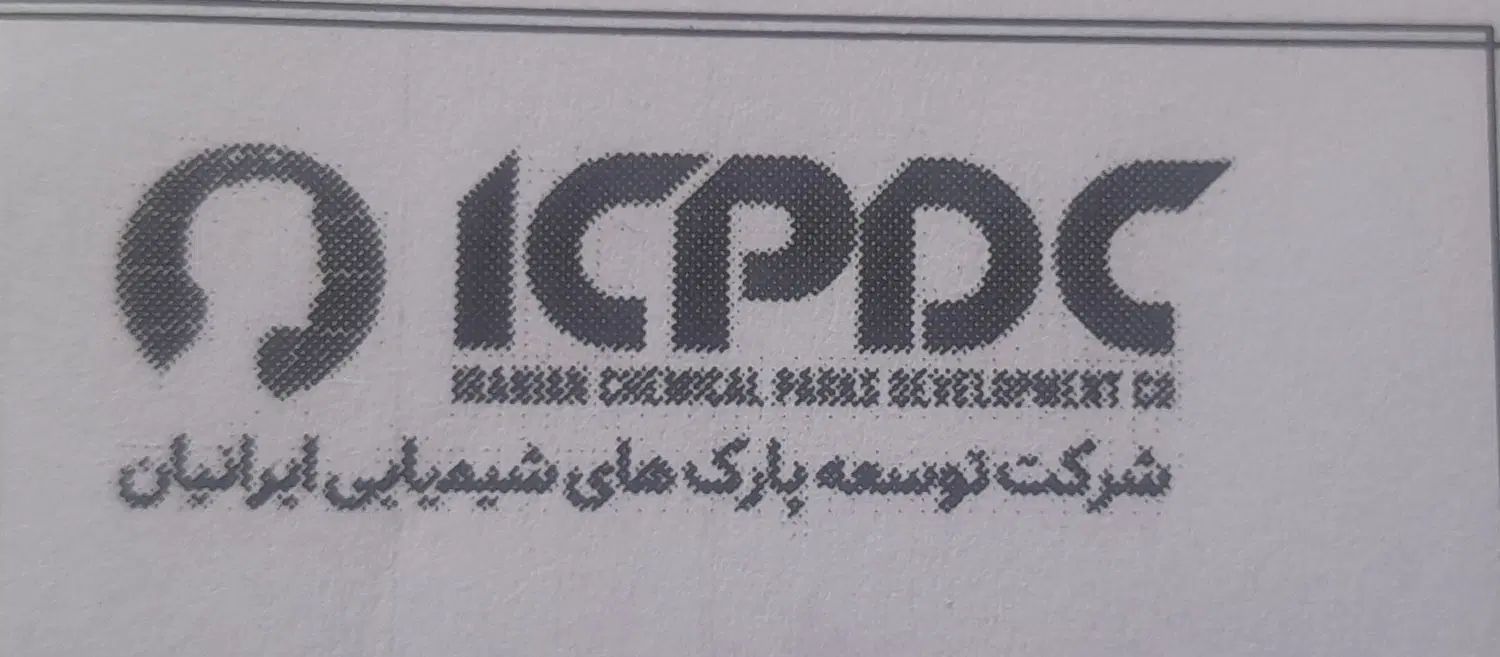 ICPDC
IRANIAN CHEMICAL PARKS DEVELOPMENT CO
شرکت توسعه پارک های شیمیایی ایرانیان